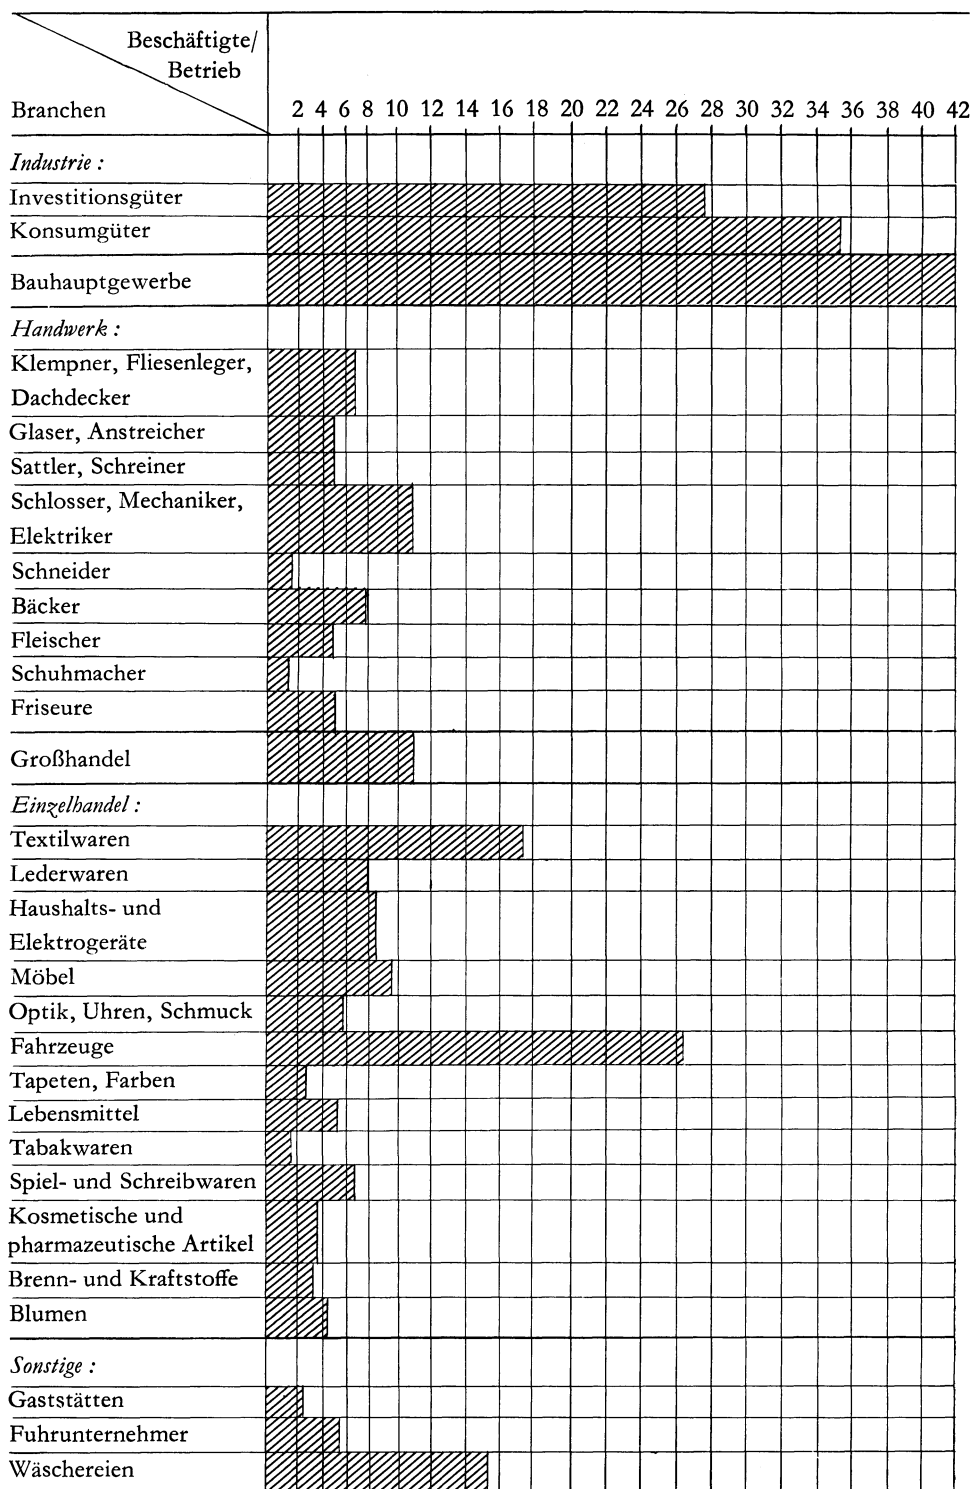 Beschäftigte/
Betrieb
Branchen
2 4 6 8 10 12 14 16 18 20 22 24 26 28 30 32 34 36 38 40 42
Industrie :
Investitionsgüter
Konsumgüter
Bauhauptgewerbe
Handwerk :
Klempner, Fliesenleger,
Dachdecker
Glaser, Anstreicher
Sattler, Schreiner
Schlosser, Mechaniker,
Elektriker
Schneider
Bäcker
Fleischer
Schuhmacher
Friseure
Großhandel
Einzelhandel :
Textilwaren
Lederwaren
Haushalts- und
Elektrogeräte
Möbel
Optik, Uhren, Schmuck
Fahrzeuge
Tapeten, Farben
Lebensmittel
Tabakwaren
Spiel- und Schreibwaren
Kosmetische und
pharmazeutische Artikel
Brenn- und Kraftstoffe
Blumen
Sonstige :
Gaststätten
Fuhrunternehmer
Wäschereien